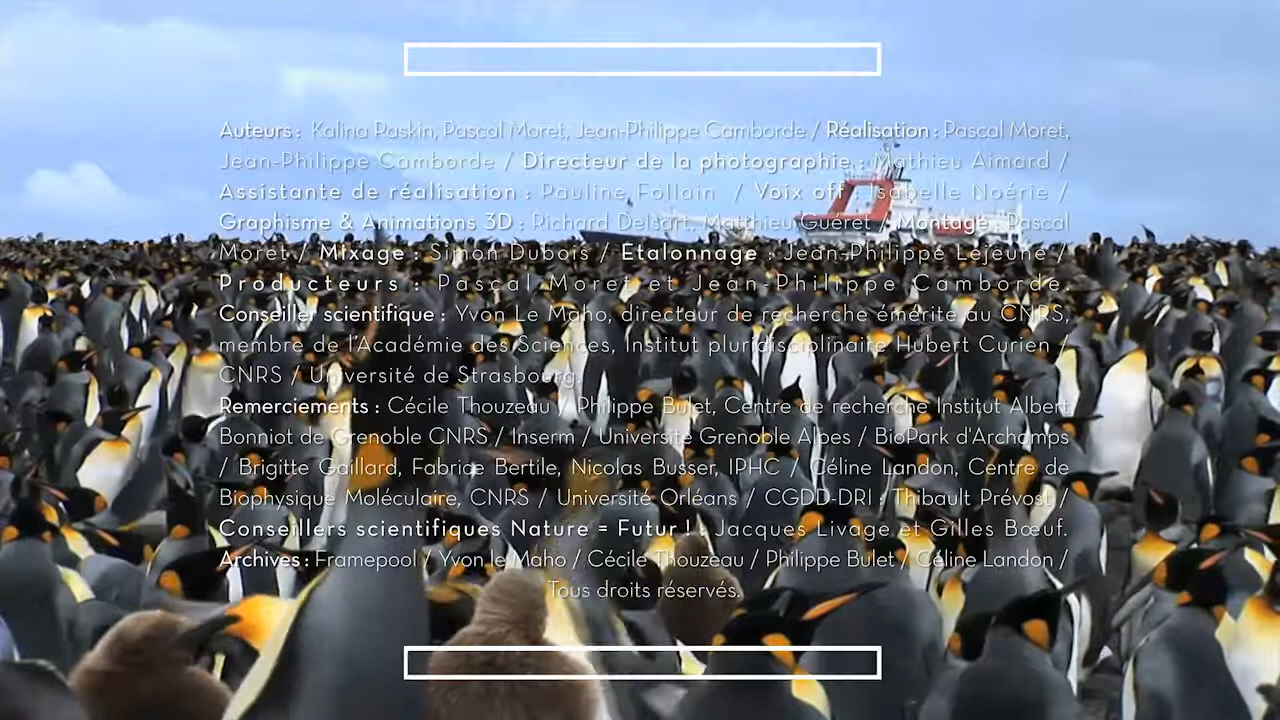 Auteurs : Kalina Raskin, Pascal Moret, Jean-Philippe Camborde / Réalisation : Pascal Moret,
Jean-Philippe Camborde / Directeur de la photographie : Mathieu Aimard /
Assistante de réalisation : Pauline Follain / Voix off : Isabelle Noérie /
Graphisme & Animations 3D : Richard Delsart, Matthieu Guéret / Montage : Pascal
Moret / Mixage : Simon Dubois / Etalonnage : Jean-Philippe Lejeune /
Producteurs : Pascal Moret et Jean-Philippe Camborde.
Conseiller scientifique : Yvon Le Maho, directeur de recherche émérite au CNRS,
membre de l'Académie des Sciences, Institut pluridisciplinaire Hubert Curien /
CNRS / Université de Strasbourg.
Remerciements : Cécile Thouzeau / Philippe Bulet, Centre de recherche Institut Albert
Bonniot de Grenoble CNRS / Inserm / Université Grenoble Alpes / BioPark d'Archamps
/ Brigitte Gaillard, Fabrice Bertile, Nicolas Busser, IPHC / Céline Landon, Centre de
Biophysique Moléculaire, CNRS / Université Orléans / CGDD-DRI : Thibault Prévost /
Conseillers scientifiques Nature = Futur ! : Jacques Livage et Gilles Bœuf.
Archives : Framepool / Yvon le Maho / Cécile Thouzeau / Philippe Bulet / Céline Landon /
Tous droits réservés.